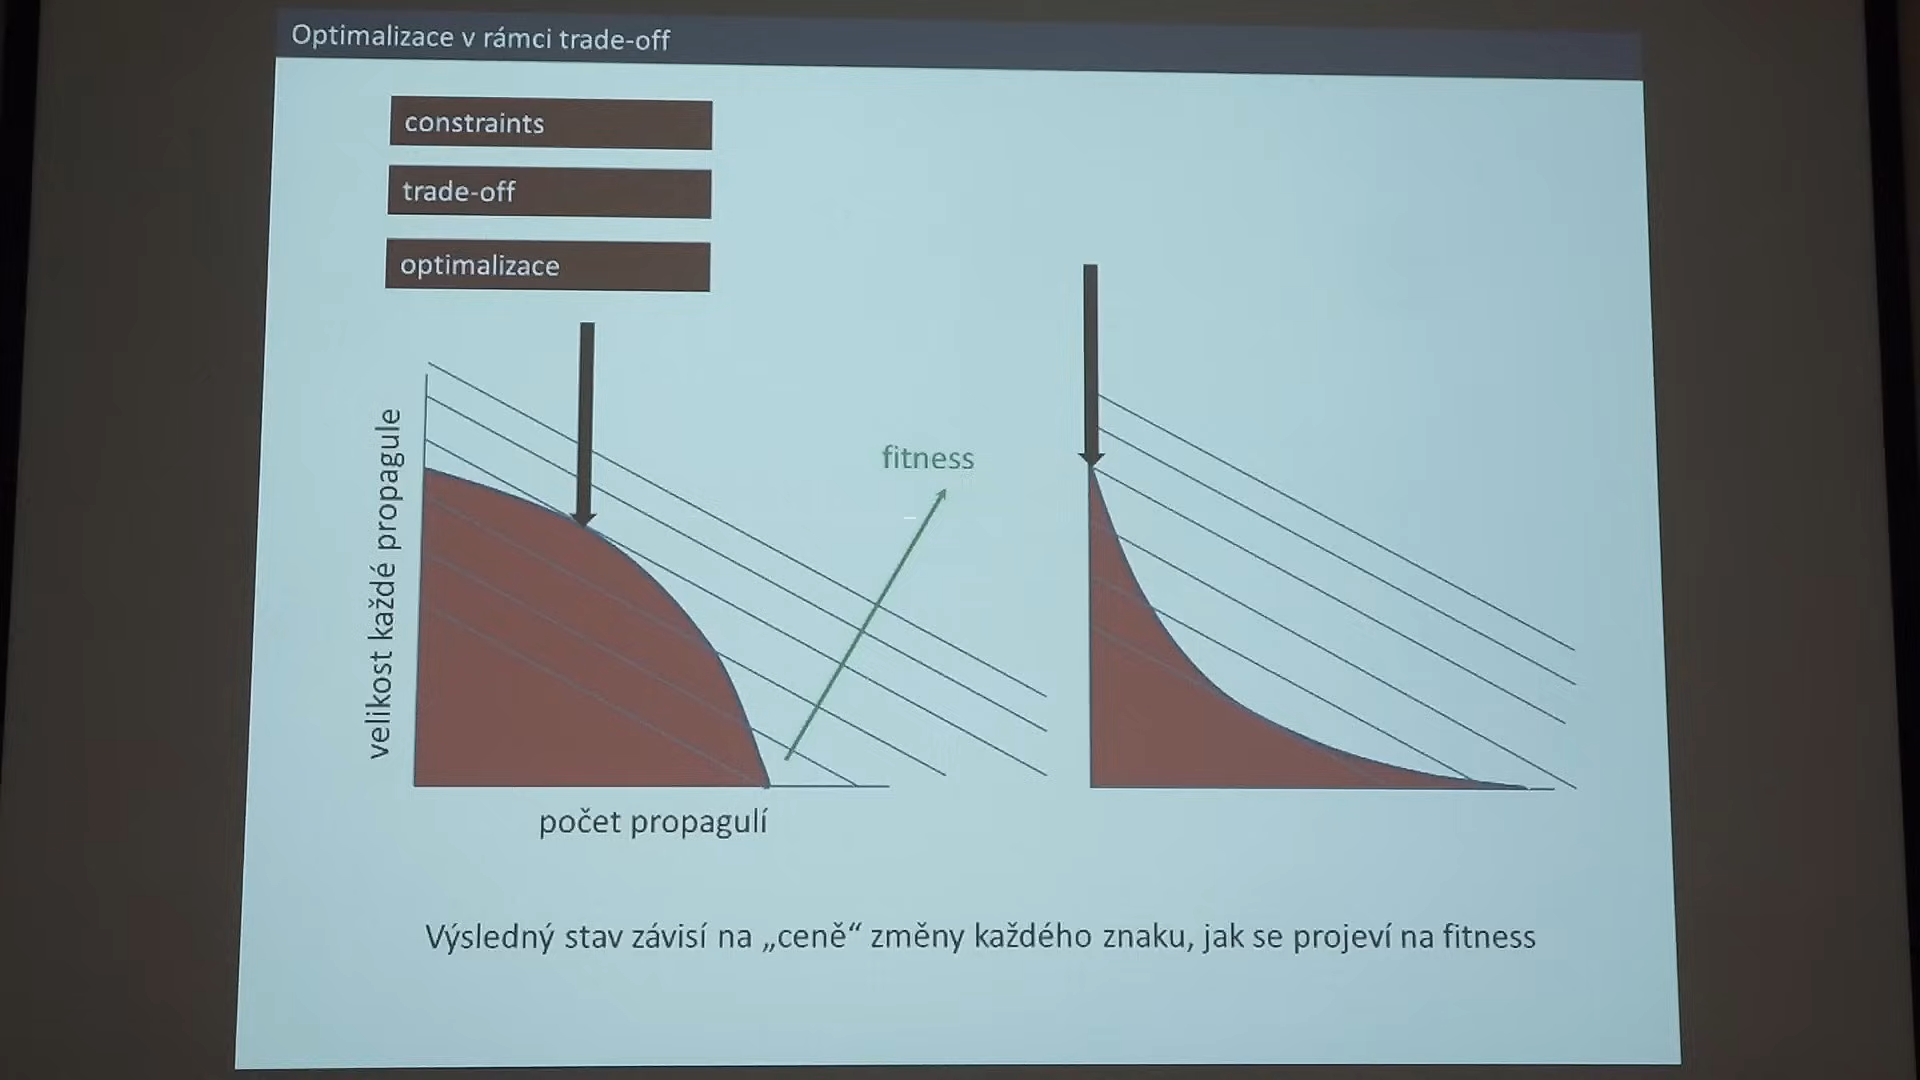 Optimalizace v rámci trade-off
constraints
trade-off
optimalizace
velikost každé propagule
fitness
počet propagulí
Výsledný stav závisí na „ceně“ změny každého znaku, jak se projeví na fitness